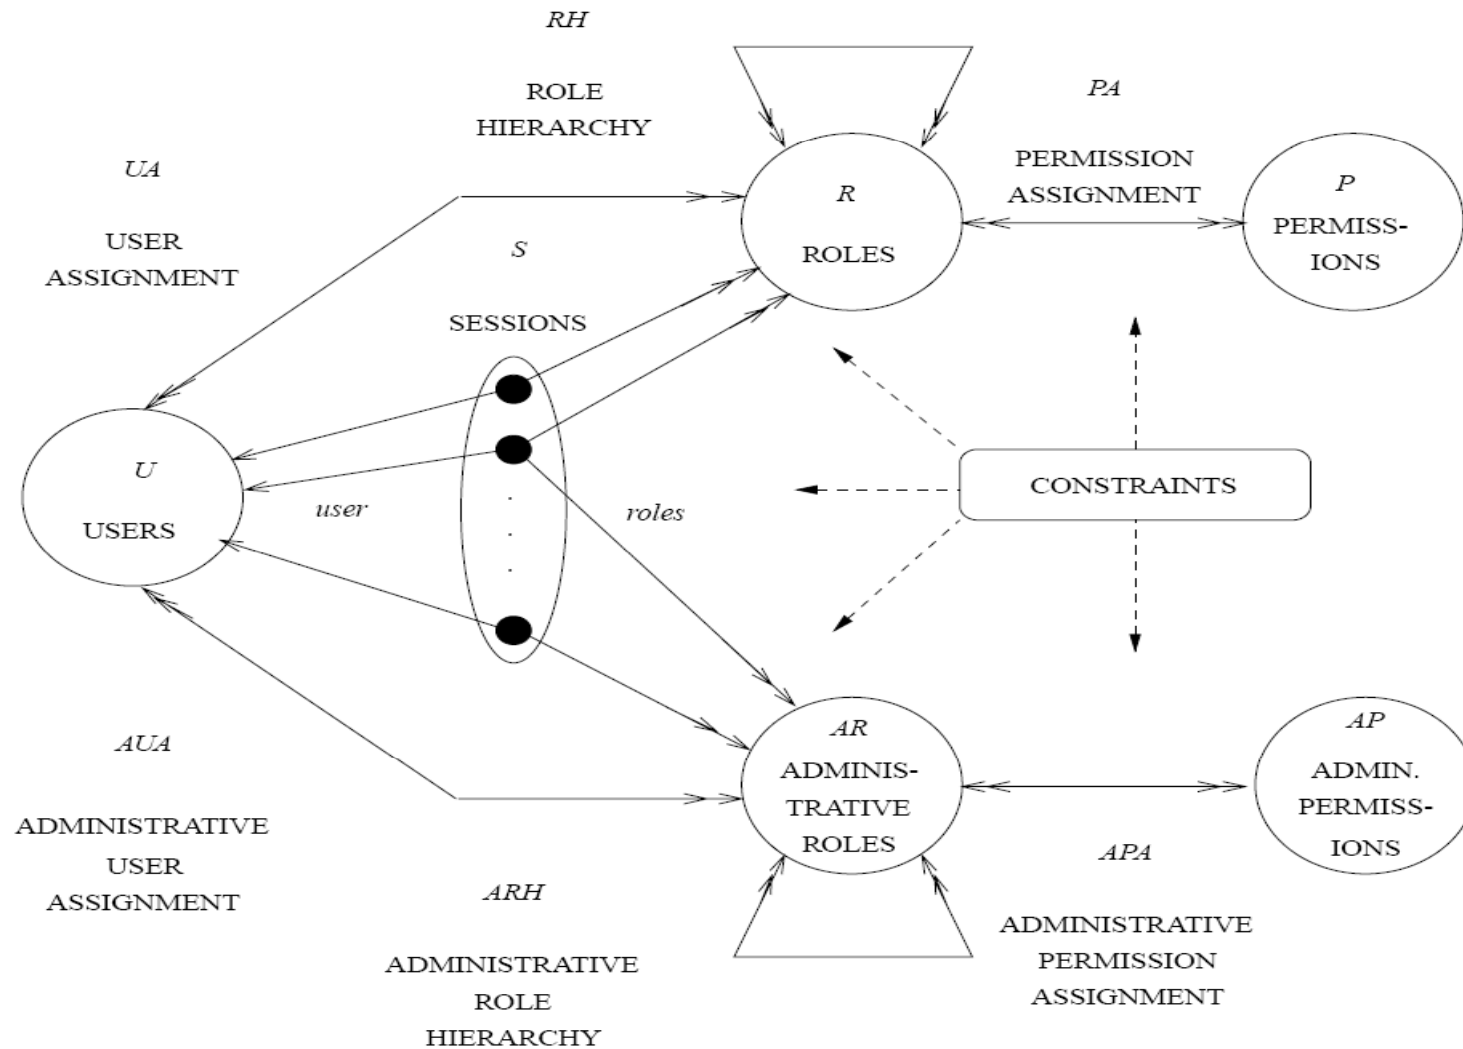 RH
ROLE
HIERARCHY
PA
PERMISSION
ASSIGNMENT
UA
USER
ASSIGNMENT
S
SESSIONS
R
ROLES
P
PERMISS-
IONS
U
USERS
user
roles
CONSTRAINTS
AUA
ADMINISTRATIVE
USER
ASSIGNMENT
ARH
ADMINISTRATIVE
ROLE
HIERARCHY
AR
ADMINIS-
TRATIVE
ROLES
AP
ADMIN.
PERMISS-
IONS
APA
ADMINISTRATIVE
PERMISSION
ASSIGNMENT